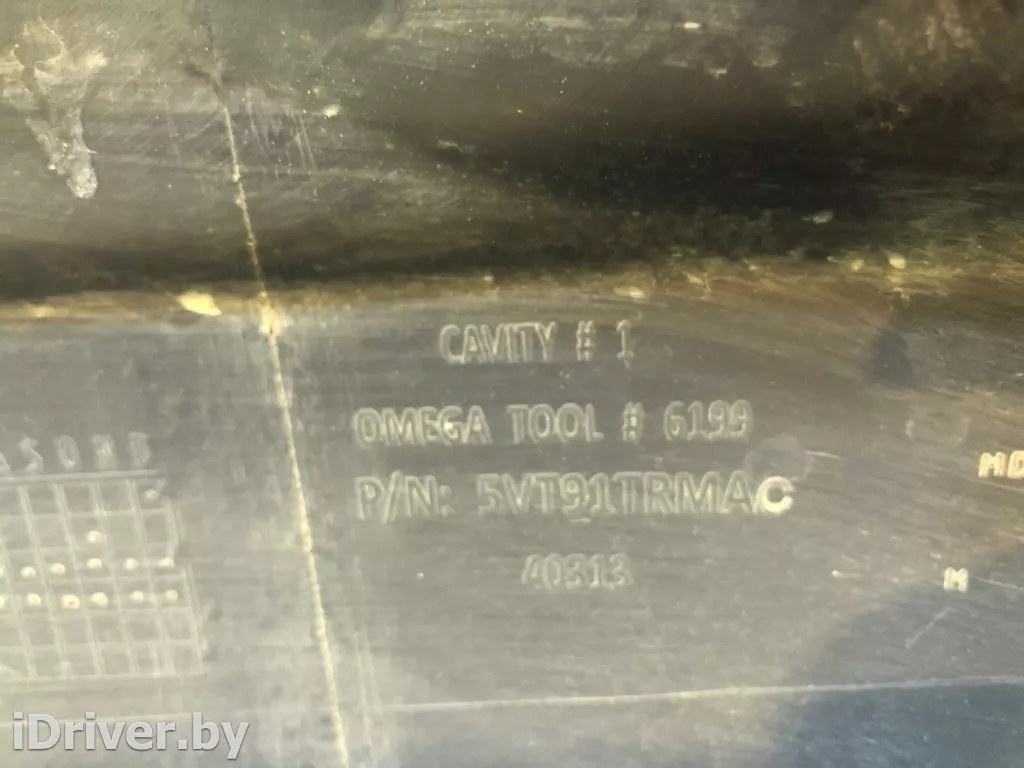 CAVITY # 1
OMEGA TOOL # 6199
P/N: 5VT91TRMAC
40313
M
iDriver.by